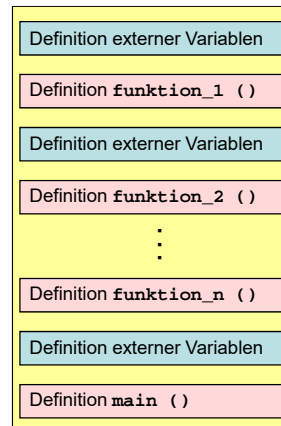 Definition externer Variablen
Definition funktion_1 ()
Definition externer Variablen
Definition funktion_2 ()
.
.
.
Definition funktion_n ()
Definition externer Variablen
Definition main ()